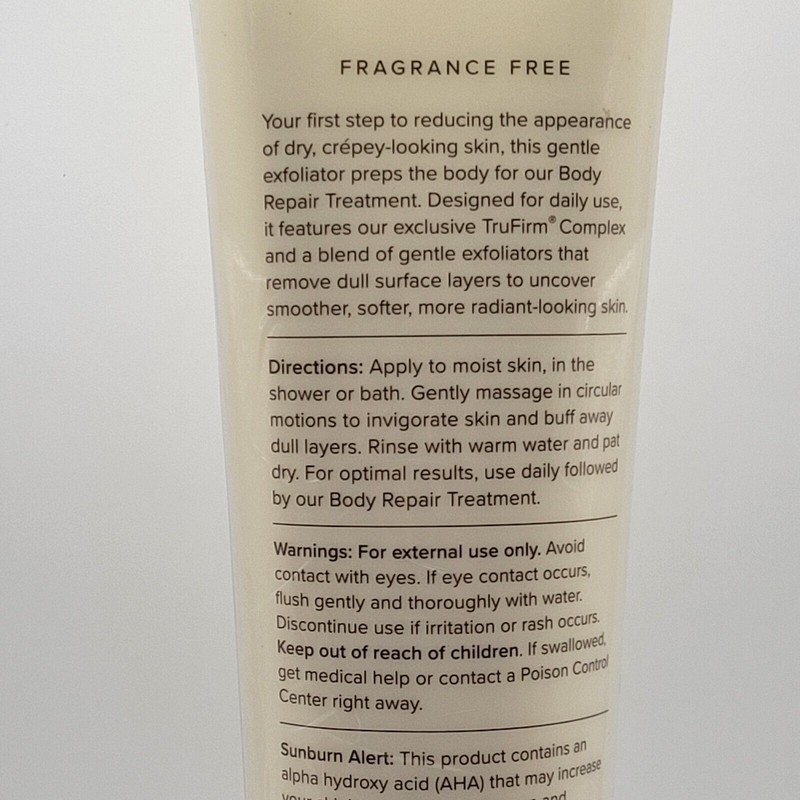 FRAGRANCE FREE
Your first step to reducing the appearance
of dry, crépey-looking skin, this gentle
exfoliator preps the body for our Body
Repair Treatment. Designed for daily use,
it features our exclusive TruFirm® Complex
and a blend of gentle exfoliators that
remove dull surface layers to uncover
smoother, softer, more radiant-looking skin.
Directions: Apply to moist skin, in the
shower or bath. Gently massage in circular
motions to invigorate skin and buff away
dull layers. Rinse with warm water and pat
dry. For optimal results, use daily followed
by our Body Repair Treatment.
Warnings: For external use only. Avoid
contact with eyes. If eye contact occurs,
flush gently and thoroughly with water.
Discontinue use if irritation or rash occurs.
Keep out of reach of children. If swallowed,
get medical help or contact a Poison Control
Center right away.
Sunburn Alert: This product contains an
alpha hydroxy acid (AHA) that may increase
and